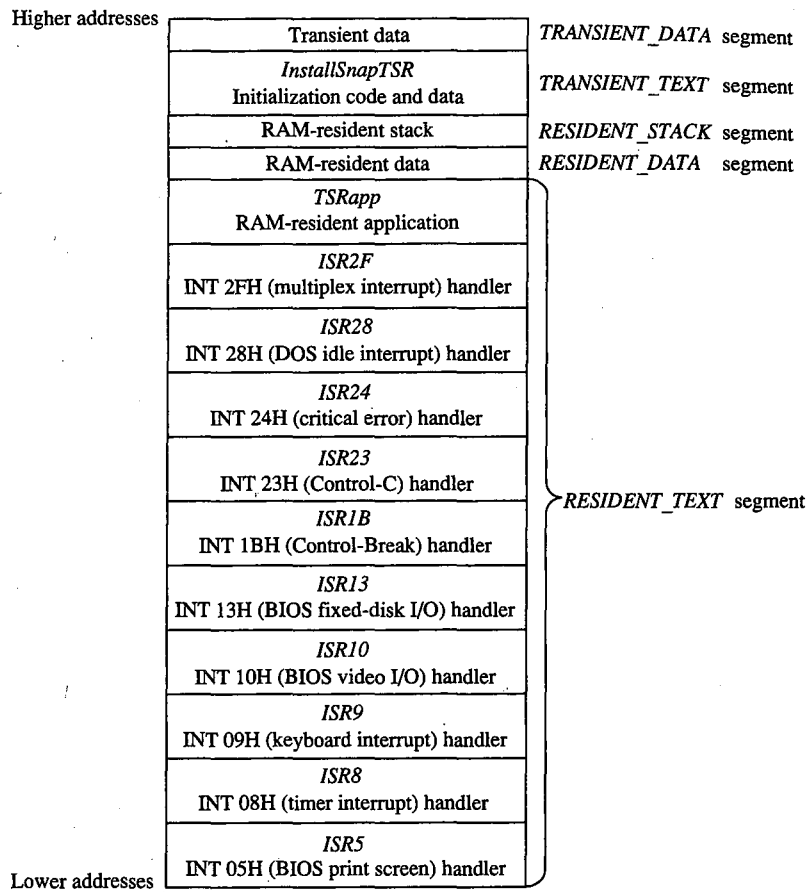 Higher addresses
Transient data TRANSIENT_DATA segment
InstallSnapTSR
Initialization code and data TRANSIENT_TEXT segment
RAM-resident stack RESIDENT_STACK segment
RAM-resident data RESIDENT_DATA segment
TSRapp
RAM-resident application
ISR2F
INT 2FH (multiplex interrupt) handler
ISR28
INT 28H (DOS idle interrupt) handler
ISR24
INT 24H (critical error) handler
ISR23
INT 23H (Control-C) handler
RESIDENT_TEXT segment
ISR1B
INT 1BH (Control-Break) handler
ISR13
INT 13H (BIOS fixed-disk I/O) handler
ISR10
INT 10H (BIOS video I/O) handler
ISR9
INT 09H (keyboard interrupt) handler
ISR8
INT 08H (timer interrupt) handler
ISR5
INT 05H (BIOS print screen) handler
Lower addresses